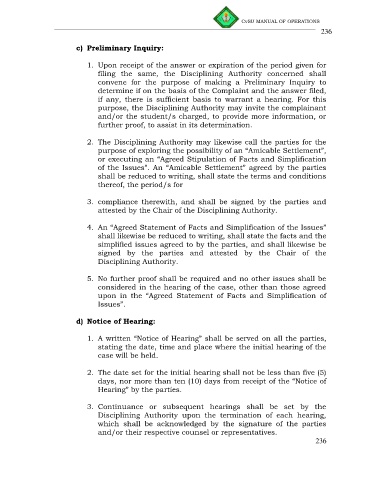 CoSU MANUAL OF OPERATIONS
236
c) Preliminary Inquiry:
1. Upon receipt of the answer or expiration of the period given for
filing the same, the Disciplining Authority concerned shall
convene for the purpose of making a Preliminary Inquiry to
determine if on the basis of the Complaint and the answer filed,
if any, there is sufficient basis to warrant a hearing. For this
purpose, the Disciplining Authority may invite the complainant
and/or the student/s charged, to provide more information, or
further proof, to assist in its determination.
2. The Disciplining Authority may likewise call the parties for the
purpose of exploring the possibility of an “Amicable Settlement”,
or executing an “Agreed Stipulation of Facts and Simplification
of the Issues”. An “Amicable Settlement” agreed by the parties
shall be reduced to writing, shall state the terms and conditions
thereof, the period/s for
3. compliance therewith, and shall be signed by the parties and
attested by the Chair of the Disciplining Authority.
4. An “Agreed Statement of Facts and Simplification of the Issues”
shall likewise be reduced to writing, shall state the facts and the
simplified issues agreed to by the parties, and shall likewise be
signed by the parties and attested by the Chair of the
Disciplining Authority.
5. No further proof shall be required and no other issues shall be
considered in the hearing of the case, other than those agreed
upon in the “Agreed Statement of Facts and Simplification of
Issues”.
d) Notice of Hearing:
1. A written “Notice of Hearing” shall be served on all the parties,
stating the date, time and place where the initial hearing of the
case will be held.
2. The date set for the initial hearing shall not be less than five (5)
days, nor more than ten (10) days from receipt of the “Notice of
Hearing” by the parties.
3. Continuance or subsequent hearings shall be set by the
Disciplining Authority upon the termination of each hearing,
which shall be acknowledged by the signature of the parties
and/or their respective counsel or representatives.
236